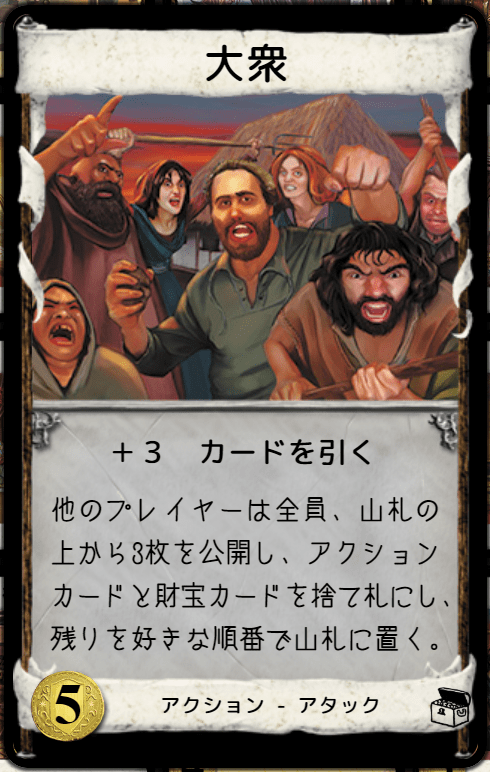 大衆
+3　カードを引く
他のプレイヤーは全員、山札の
上から3枚を公開し、アクション
カードと財宝カードを捨て札にし、
残りを好きな順番で山札に置く。
5
アクション - アタック